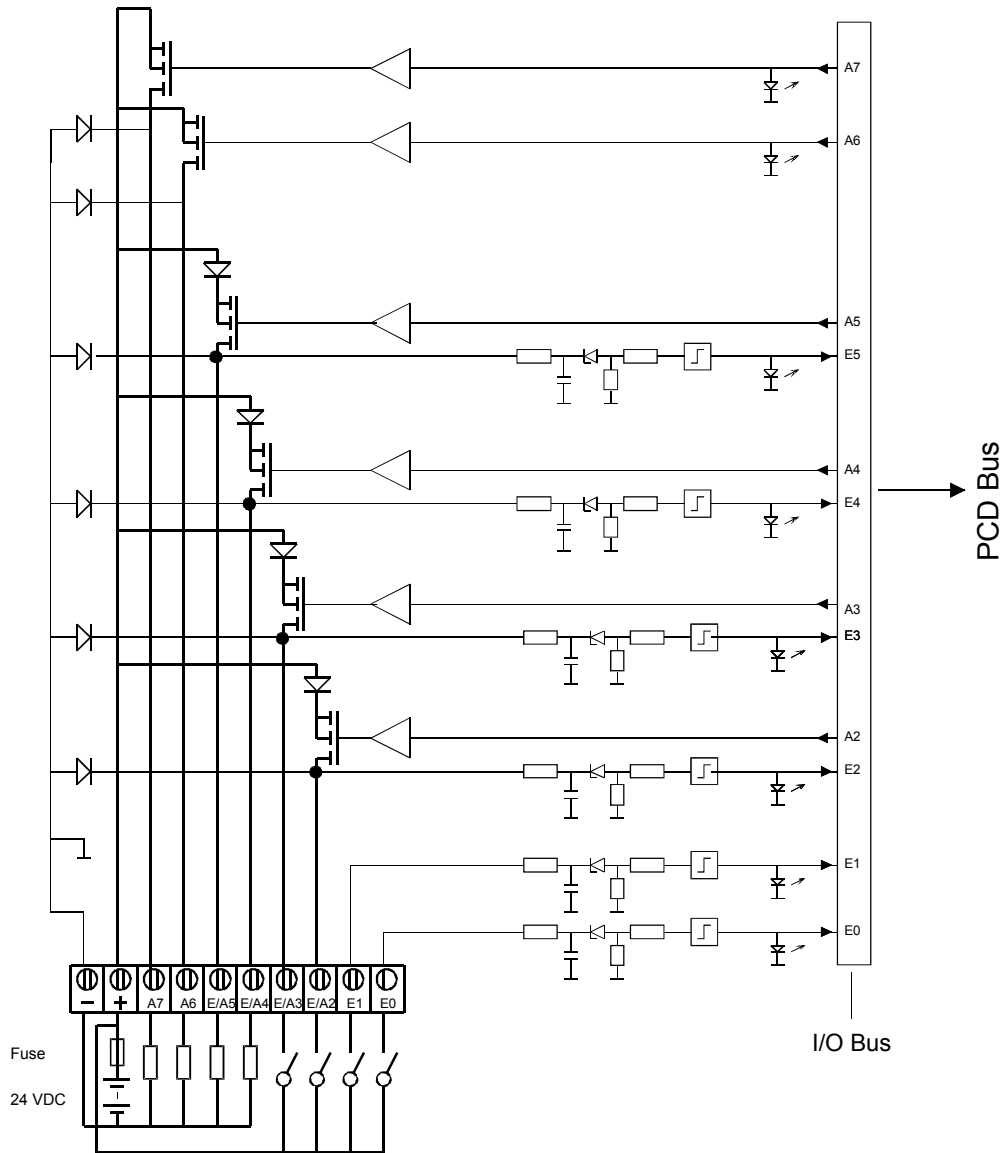 A7
A6
A5
E5
A4
E4
A3
E3
A2
E2
E1
E0
PCD Bus
- + A7 A6 E/A5 E/A4 E/A3 E/A2 E1 E0
I/O Bus
Fuse
24 VDC